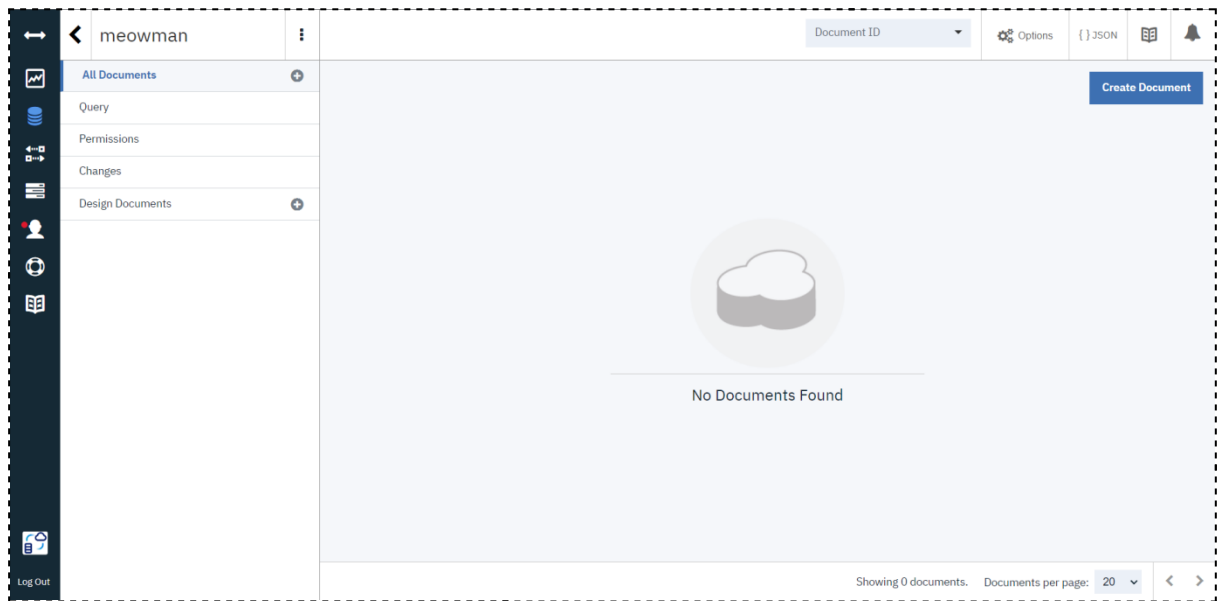 meowman
Document ID
Options
{ } JSON
All Documents
Create Document
Query
Permissions
Changes
Design Documents
No Documents Found
Log Out
Showing 0 documents. Documents per page: 20